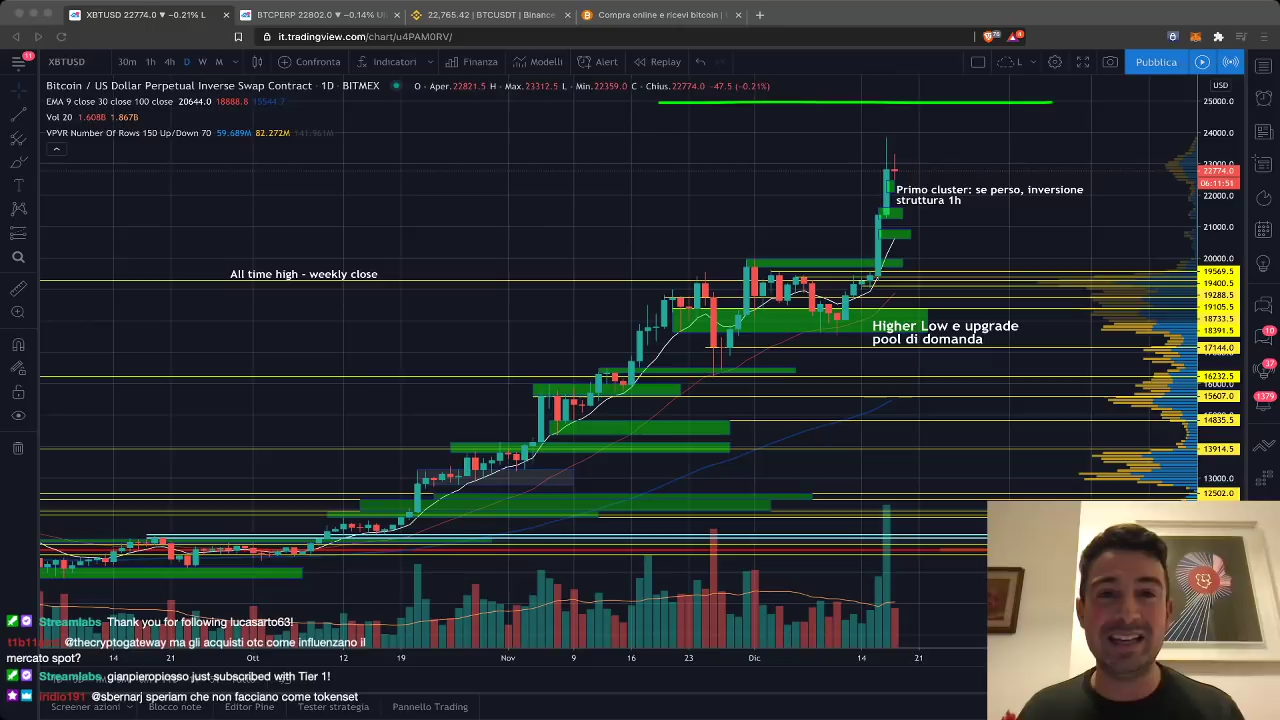 XBTUSD 22774.0 ▼ −0.21% L
BTCPERP 22802.0 ▼ −0.14% U
22,765.42 | BTCUSDT | Binance
Compra online e ricevi bitcoin | 
it.tradingview.com/chart/u4PAM0RV/
11
XBTUSD
30m 1h 4h D W M
Confronta
Indicatori
Finanza
Modelli
Alert
Replay
L
Pubblica
Bitcoin / US Dollar Perpetual Inverse Swap Contract · 1D · BITMEX
O - Aper.22821.5 H - Max.23312.5 L - Min.22359.0 C - Chius.22774.0 −47.5 (−0.21%)
EMA 9 close 30 close 100 close 20644.0 18888.8 15544.7
Vol 20 1.608B 1.867B
VPVR Number Of Rows 150 Up/Down 70 59.689M 82.272M 141.961M
USD
25000.0
24000.0
23000.0
22774.0
06:11:51
22000.0
21000.0
20000.0
19569.5
19400.5
19288.5
19105.5
18733.5
18391.5
17144.0
16232.5
16000.0
15607.0
14835.5
13914.5
13000.0
12502.0
Primo cluster: se perso, inversione
struttura 1h
All time high - weekly close
Higher Low e upgrade
pool di domanda
10
37
1379
Streamlabs Thank you for following lucasarto63!
@thecryptogateway ma gli acquisti otc come influenzano il
mercato spot?
Streamlabs gianpieropiosso just subscribed with Tier 1!
Iridio191 @sbernarj speriam che non facciano come tokenset
14 21 Ott 12 19 Nov 9 16 23 Dic 14 21
Screener azioni
Blocco note
Editor Pine
Tester strategia
Pannello Trading